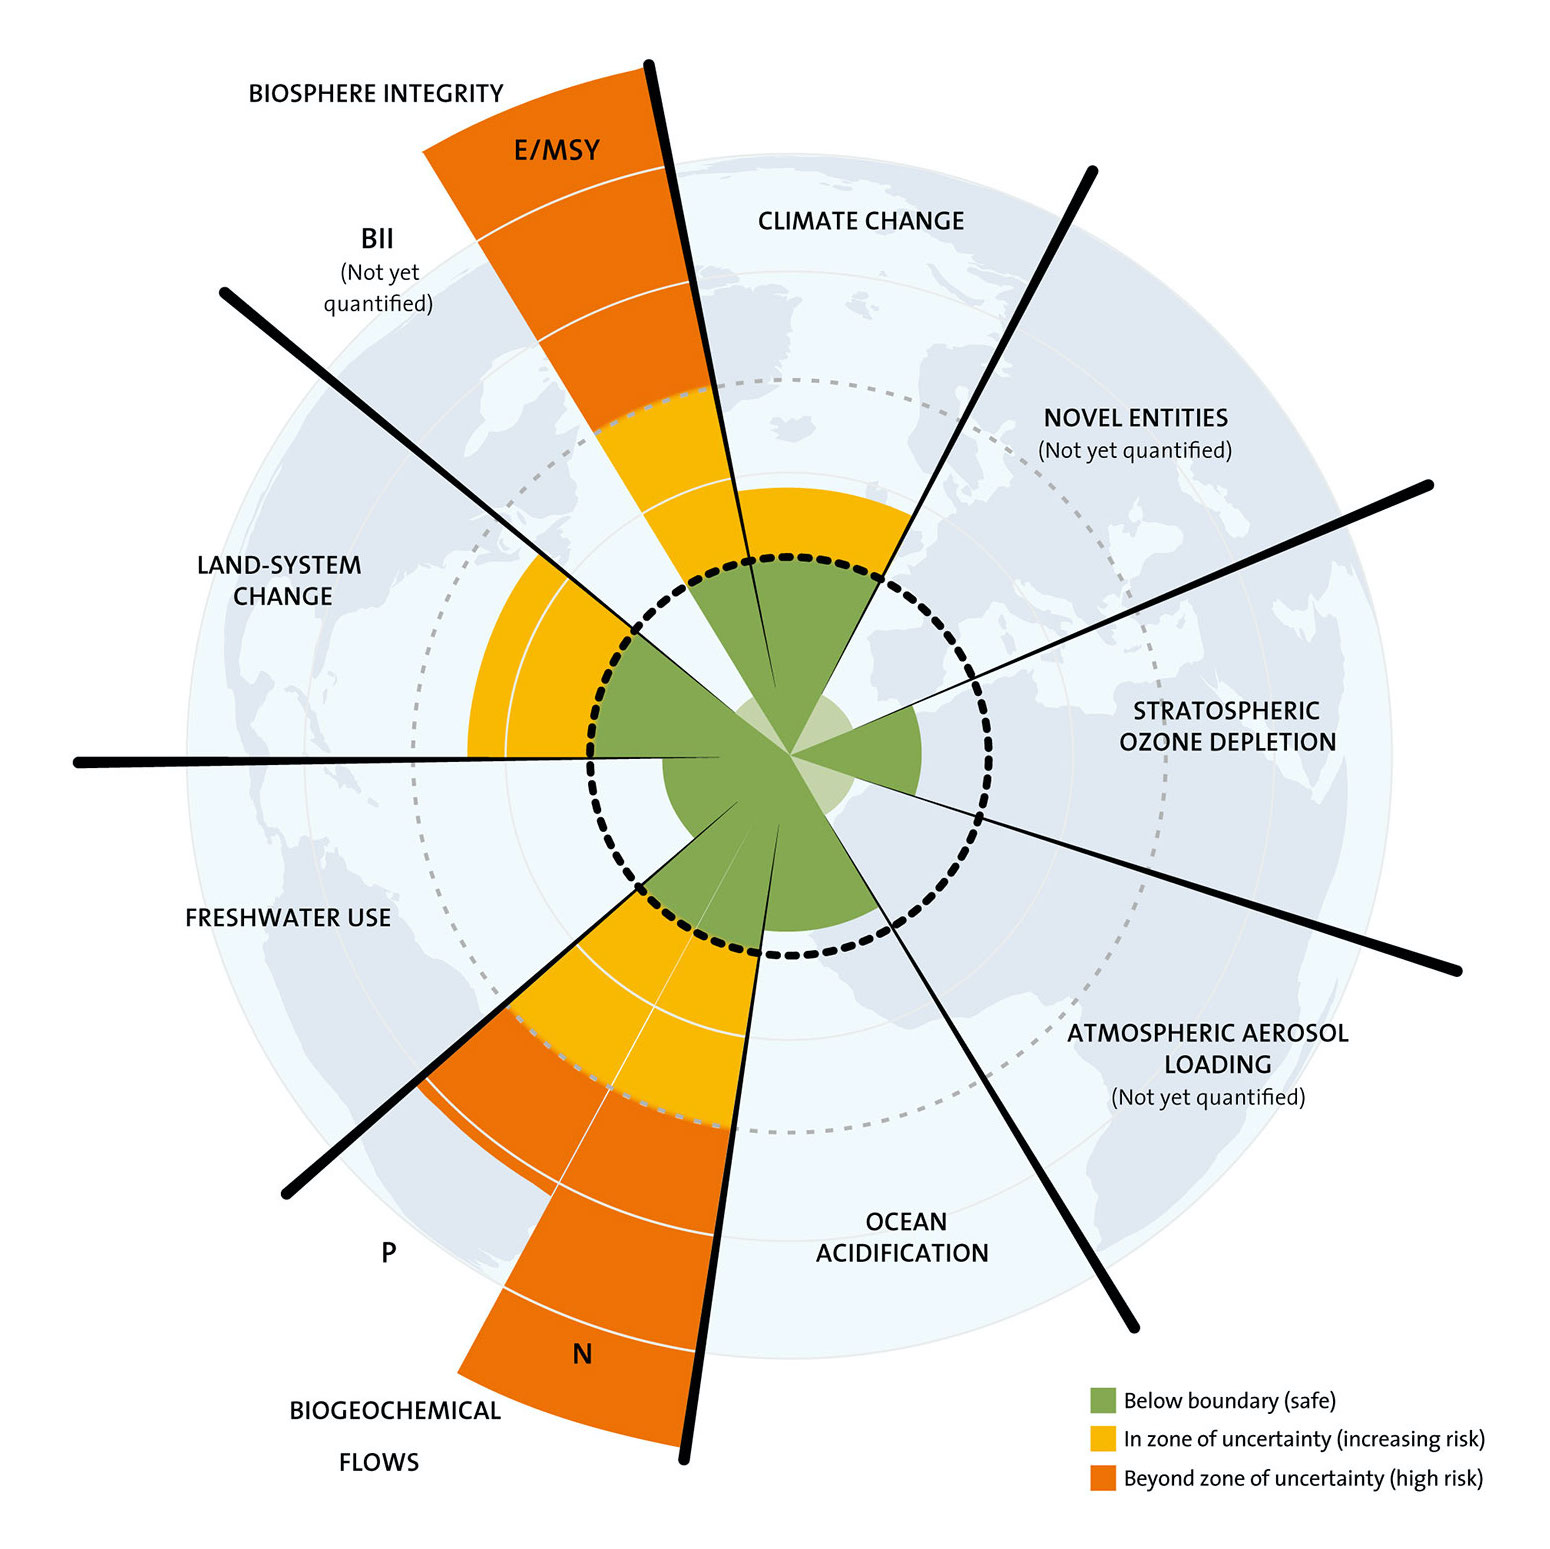 BIOSPHERE INTEGRITY
E/MSY
BII
(Not yet
quantified)
CLIMATE CHANGE
NOVEL ENTITIES
(Not yet quantified)
LAND-SYSTEM
CHANGE
STRATOSPHERIC
OZONE DEPLETION
FRESHWATER USE
ATMOSPHERIC AEROSOL
LOADING
(Not yet quantified)
P
OCEAN
ACIDIFICATION
N
BIOGEOCHEMICAL
FLOWS
Below boundary (safe)
In zone of uncertainty (increasing risk)
Beyond zone of uncertainty (high risk)